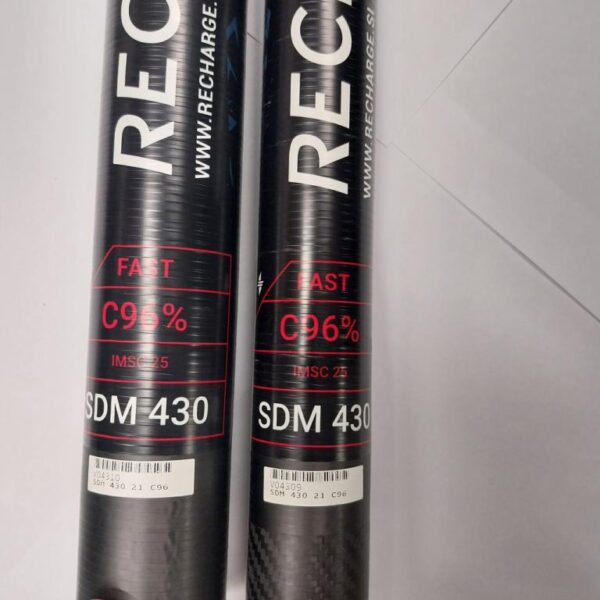 REC
WWW.RECHARGE.
FAST
C96%
IMSC 25
SDM 430
V04310
SDM 430 21 C96
REC
WWW.RECHARGE.SI
FAST
C96%
IMSC 25
SDM 430
V04309
SDM 430 21 C96